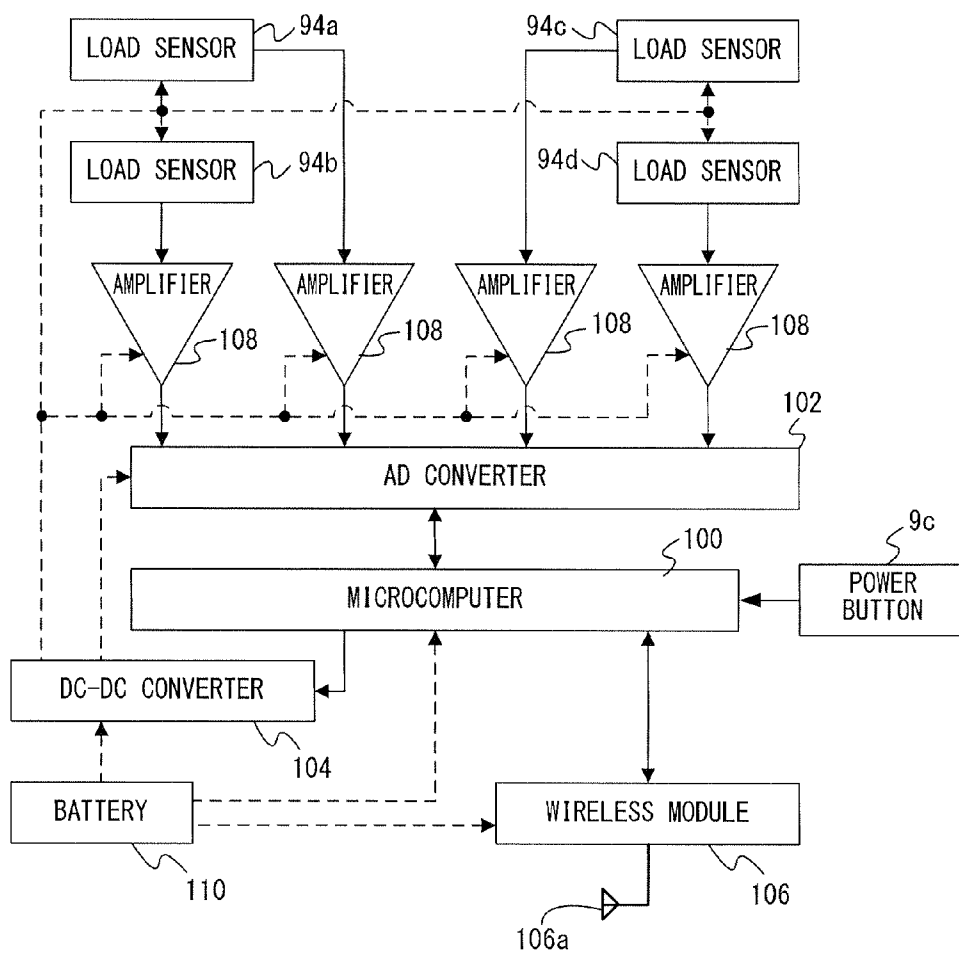 94a
94c
LOAD SENSOR
LOAD SENSOR
94b
94d
LOAD SENSOR
LOAD SENSOR
AMPLIFIER
AMPLIFIER
AMPLIFIER
AMPLIFIER
108
108
108
108
102
AD CONVERTER
9c
100
MICROCOMPUTER
POWER
BUTTON
DC-DC CONVERTER
104
BATTERY
WIRELESS MODULE
110
106
106a